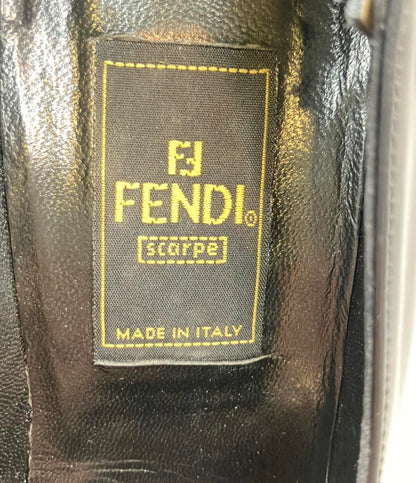 FF
FENDI®
scarpe
MADE IN ITALY